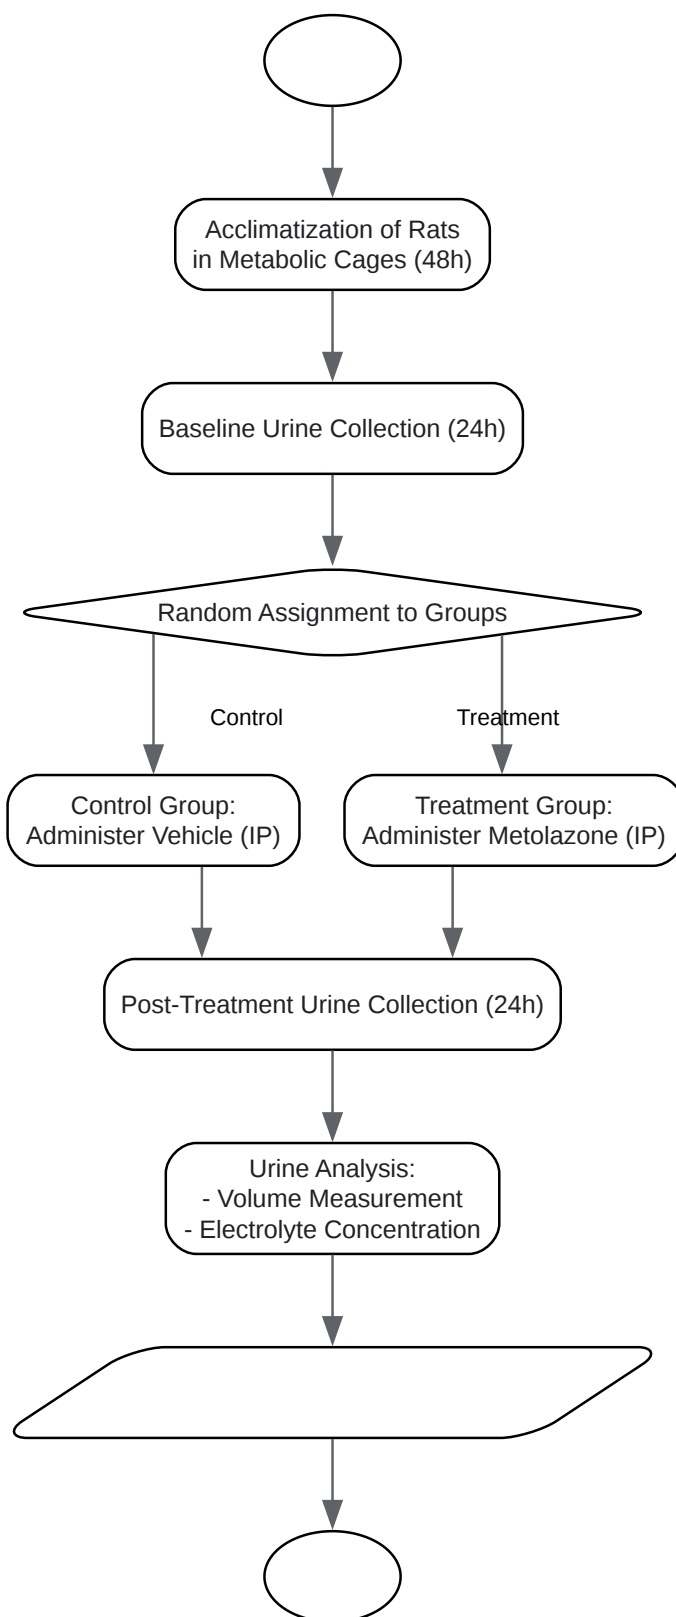 Acclimatization of Rats
in Metabolic Cages (48h)
Baseline Urine Collection (24h)
Random Assignment to Groups
Control
Treatment
Control Group:
Administer Vehicle (IP)
Treatment Group:
Administer Metolazone (IP)
Post-Treatment Urine Collection (24h)
Urine Analysis:
- Volume Measurement
- Electrolyte Concentration